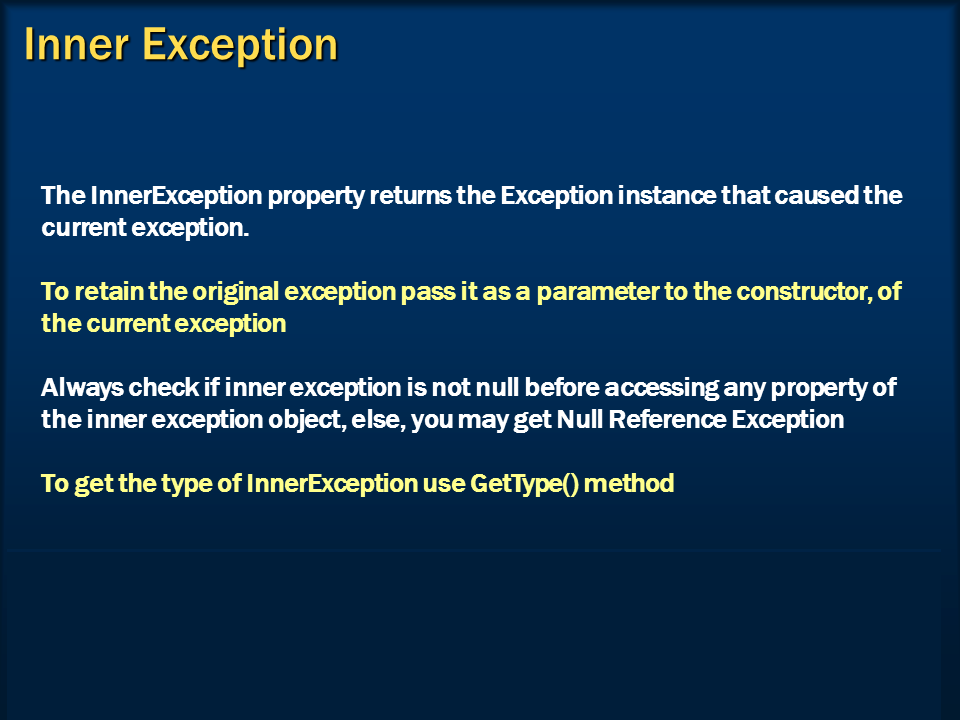 Inner Exception
The InnerException property returns the Exception instance that caused the
current exception.
To retain the original exception pass it as a parameter to the constructor, of
the current exception
Always check if inner exception is not null before accessing any property of
the inner exception object, else, you may get Null Reference Exception
To get the type of InnerException use GetType() method